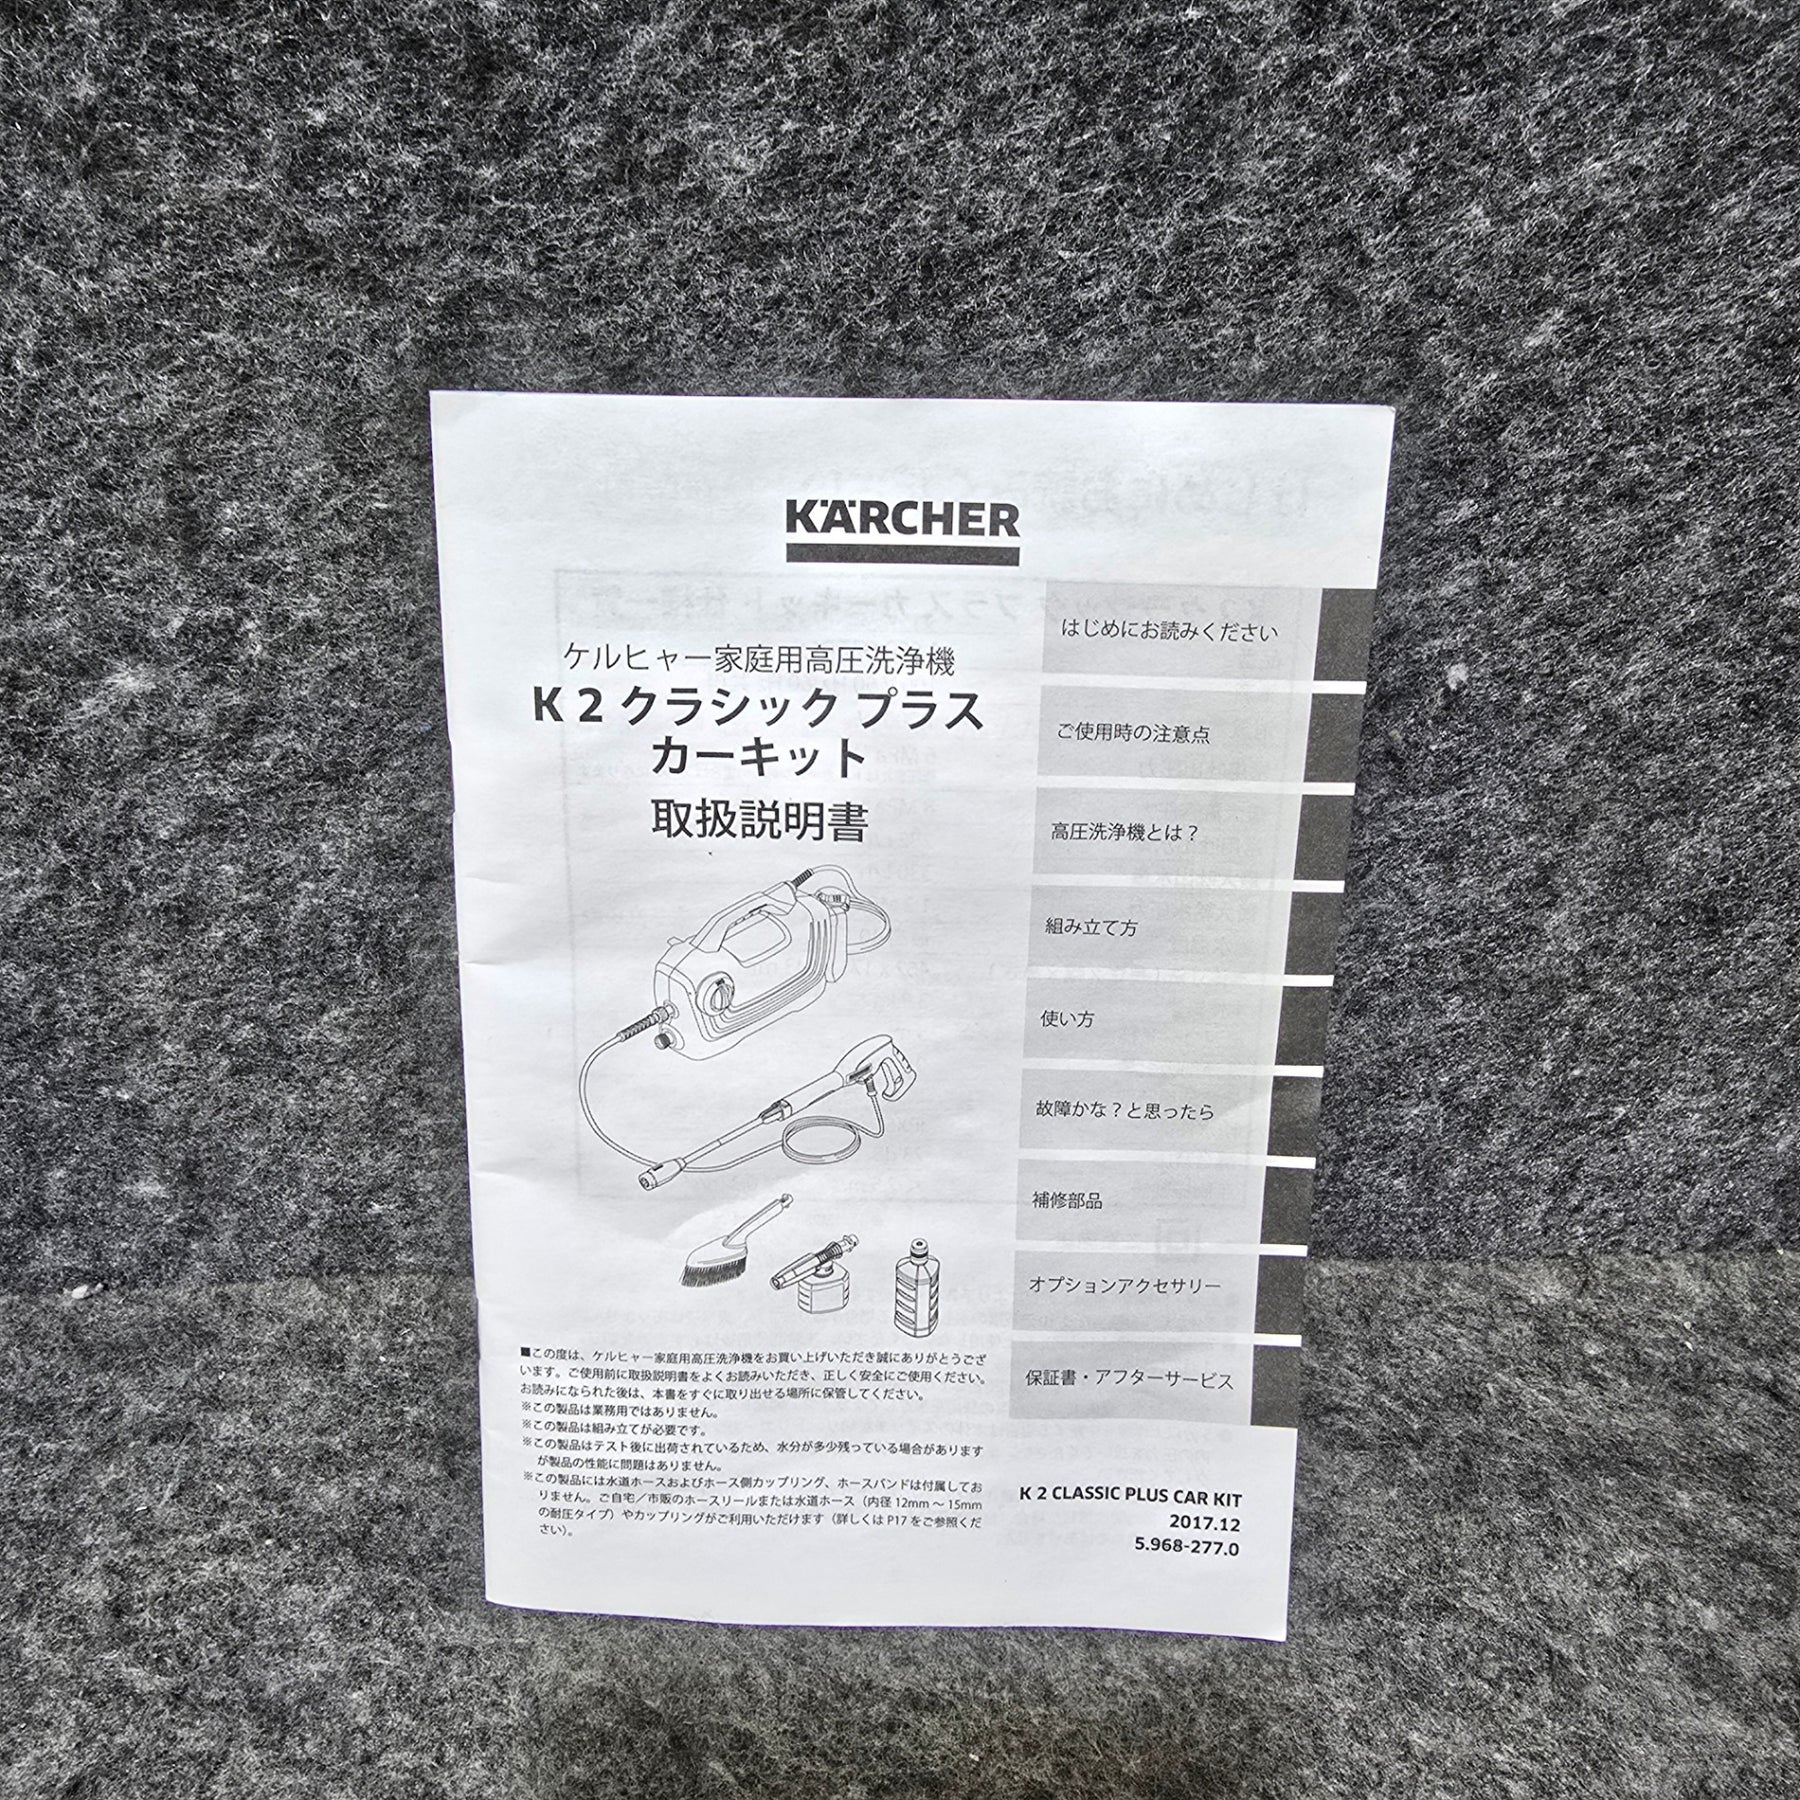 KÄRCHER
ケルヒャー家庭用高圧洗浄機
K 2 クラシック プラス
カーキット
取扱説明書
はじめにお読みください
ご使用時の注意点
高圧洗浄機とは？
組み立て方
使い方
故障かな？と思ったら
補修部品
オプションアクセサリー
保証書・アフターサービス
■この度は、ケルヒャー家庭用高圧洗浄機をお買い上げいただき誠にありがとうござ
います。ご使用前に取扱説明書をよくお読みいただき、正しく安全にご使用ください。
お読みになられた後は、本書をすぐに取り出せる場所に保管してください。
※この製品は業務用ではありません。
※この製品は組み立てが必要です。
※この製品はテスト後に出荷されているため、水分が多少残っている場合があります
が製品の性能に問題はありません。
※この製品には水道ホースおよびホース側カップリング、ホースバンドは付属してお
りません。ご自宅／市販のホースリールまたは水道ホース（内径 12mm ～ 15mm
の耐圧タイプ）やカップリングがご利用いただけます（詳しくは P17 をご参照くだ
さい）。
K 2 CLASSIC PLUS CAR KIT
2017.12
5.968-277.0